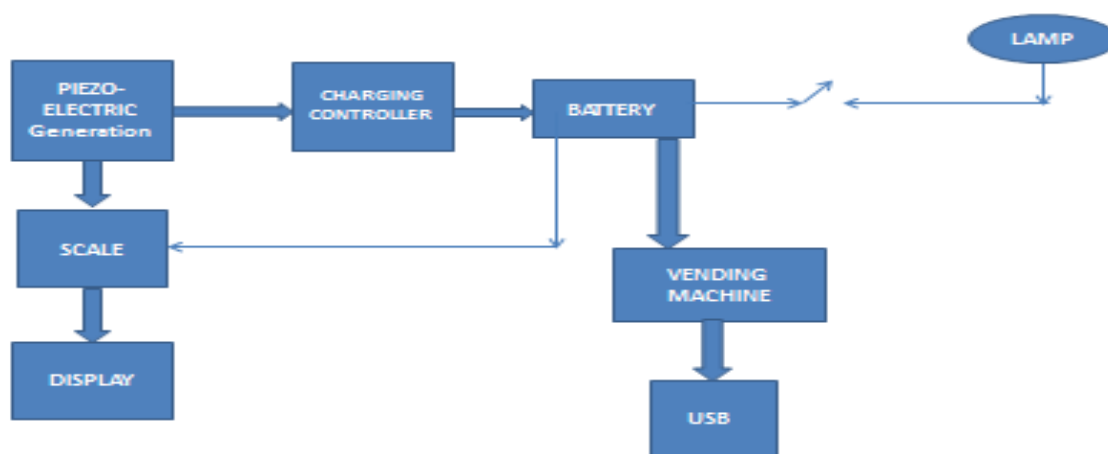 LAMP
PIEZO-
ELECTRIC
Generation
CHARGING
CONTROLLER
BATTERY
SCALE
VENDING
MACHINE
DISPLAY
USB